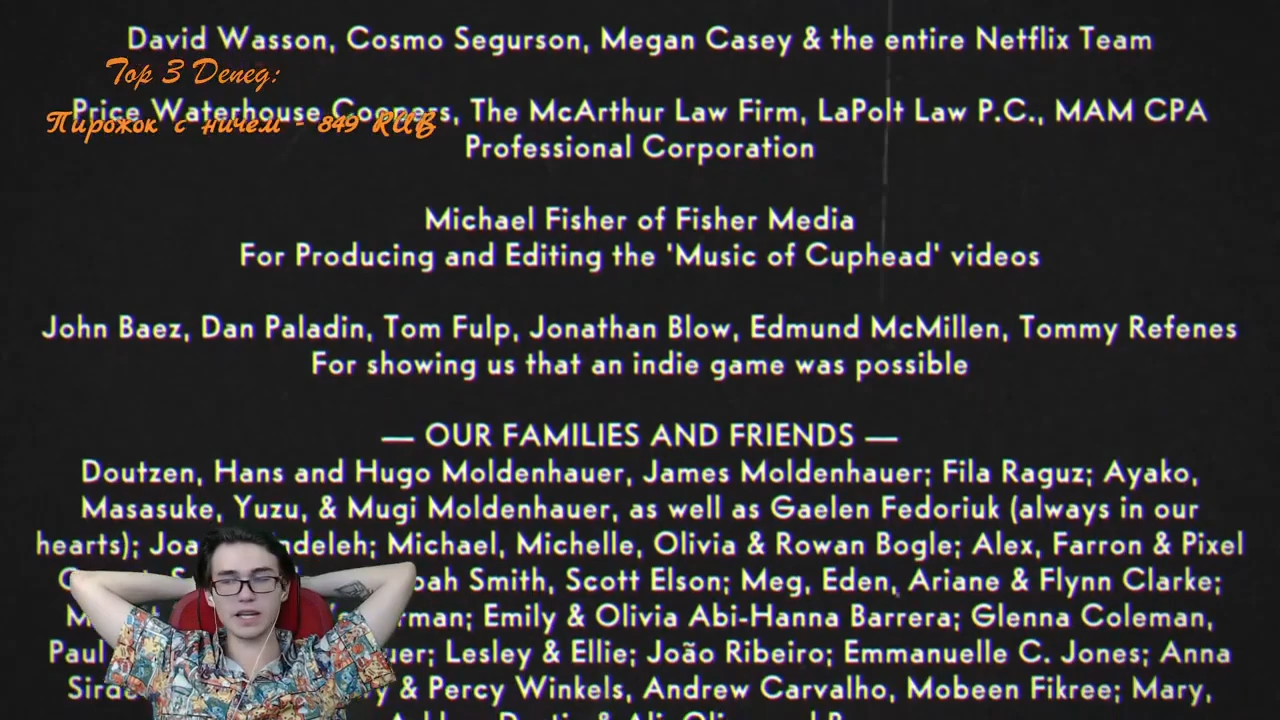 David Wasson, Cosmo Segurson, Megan Casey & the entire Netflix Team
Top 3 Денег:
Price Waterhouse Coopers, The McArthur Law Firm, LaPolt Law P.C., MAM CPA
Пирожок с ничем - 849 RUB
Professional Corporation
Michael Fisher of Fisher Media
For Producing and Editing the 'Music of Cuphead' videos
John Baez, Dan Paladin, Tom Fulp, Jonathan Blow, Edmund McMillen, Tommy Refenes
For showing us that an indie game was possible
— OUR FAMILIES AND FRIENDS —
Doutzen, Hans and Hugo Moldenhauer, James Moldenhauer; Fila Raguz; Ayako,
Masasuke, Yuzu, & Mugi Moldenhauer, as well as Gaelen Fedoriuk (always in our
hearts); Michael, Michelle, Olivia & Rowan Bogle; Alex, Farron & Pixel
Smith, Scott Elson; Meg, Eden, Ariane & Flynn Clarke;
Emily & Olivia Abi-Hanna Barrera; Glenna Coleman,
Paul Lesley & Ellie; João Ribeiro; Emmanuelle C. Jones; Anna
& Percy Winkels, Andrew Carvalho, Mobeen Fikree; Mary,